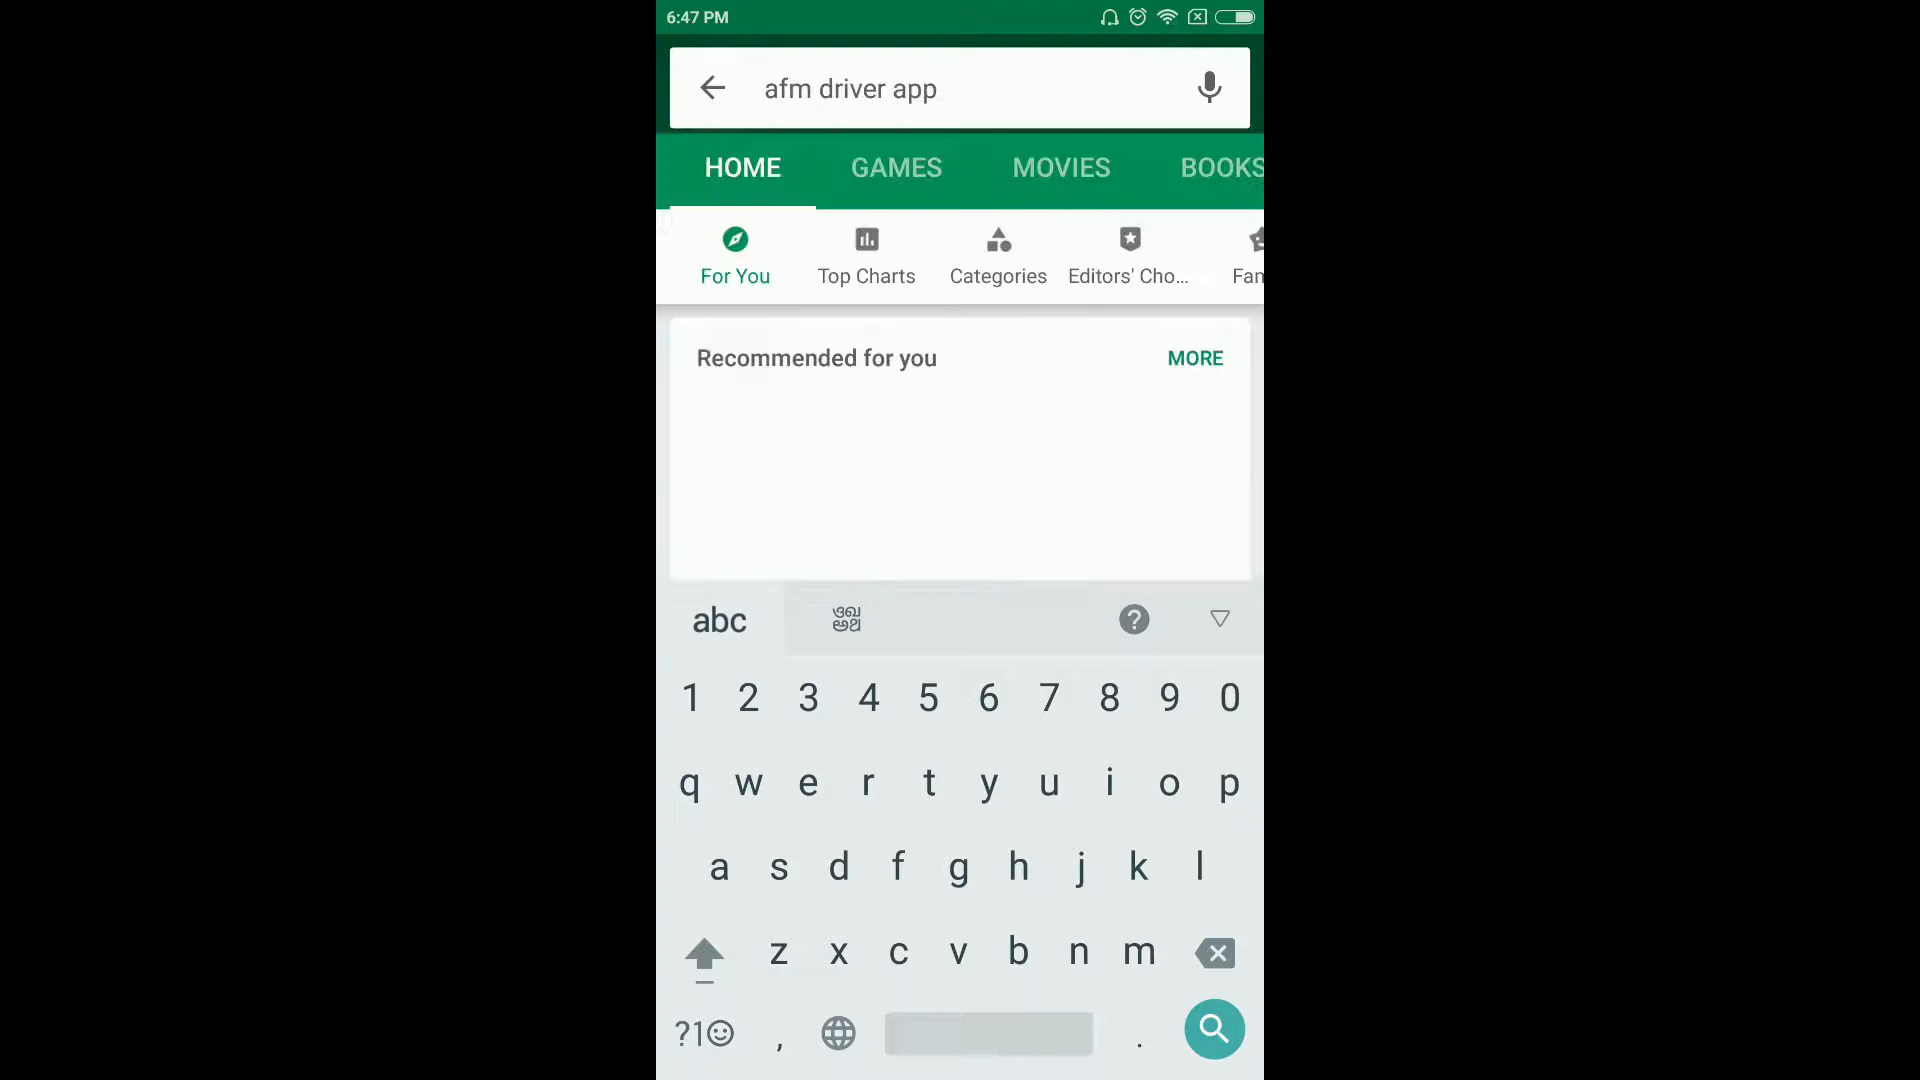 6:47 PM
afm driver app
HOME GAMES MOVIES BOOKS
For You Top Charts Categories Editors' Cho... Fan
Recommended for you MORE
abc
1 2 3 4 5 6 7 8 9 0
q w e r t y u i o p
a s d f g h j k l
z x c v b n m
?1☺ , .